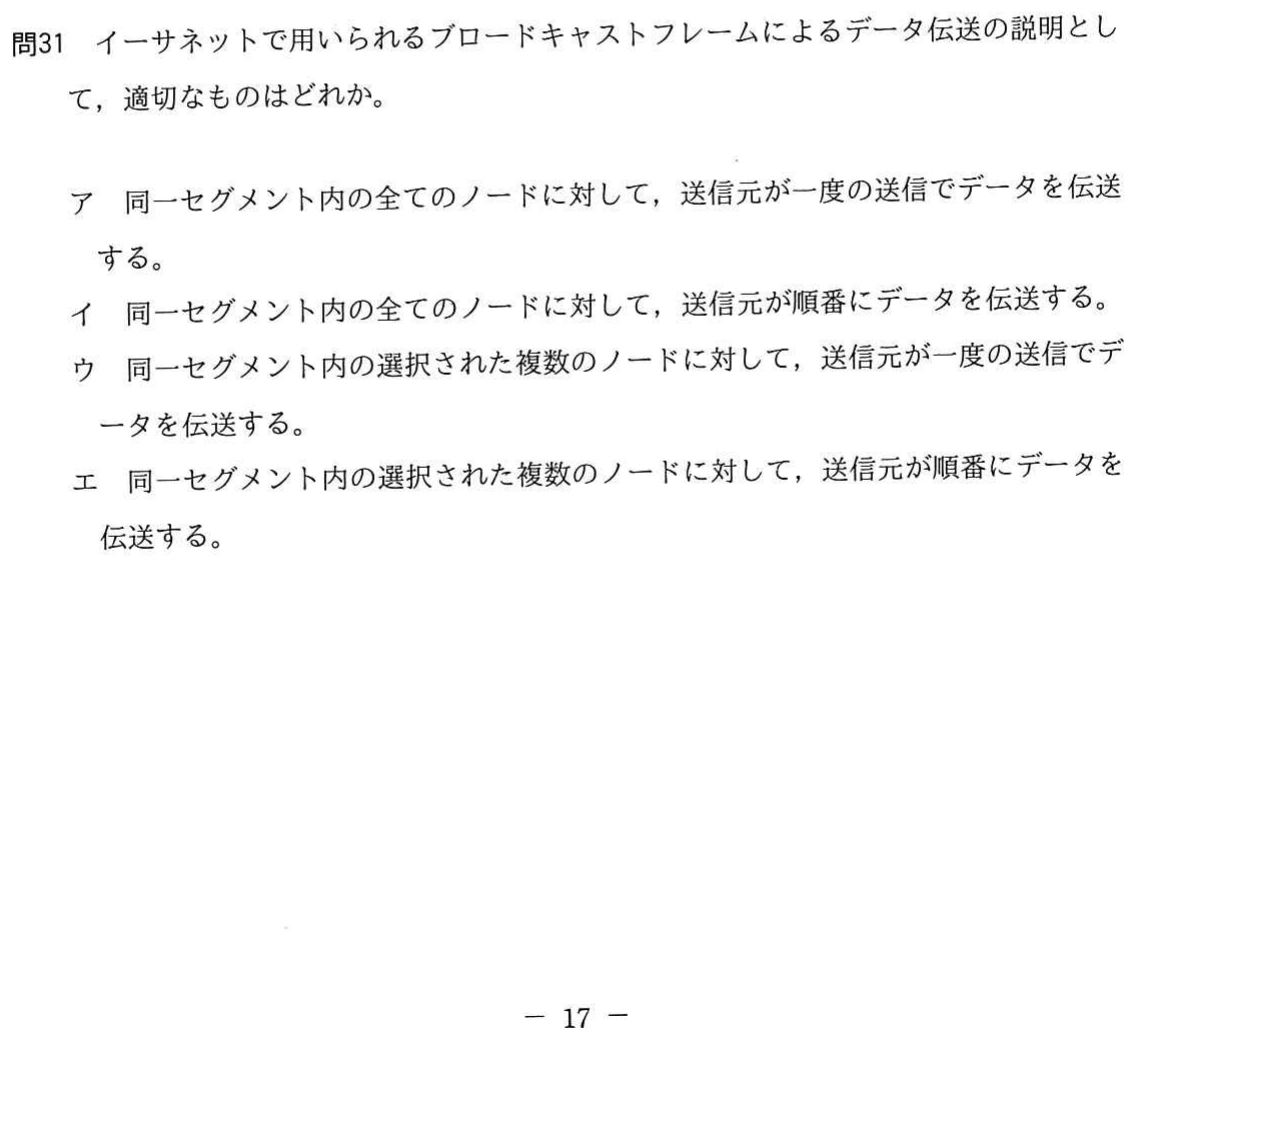 問31　イーサネットで用いられるブロードキャストフレームによるデータ伝送の説明とし
て，適切なものはどれか。
ア　同一セグメント内の全てのノードに対して，送信元が一度の送信でデータを伝送
する。
イ　同一セグメント内の全てのノードに対して，送信元が順番にデータを伝送する。
ウ　同一セグメント内の選択された複数のノードに対して，送信元が一度の送信でデ
ータを伝送する。
エ　同一セグメント内の選択された複数のノードに対して，送信元が順番にデータを
伝送する。
－ 17 －